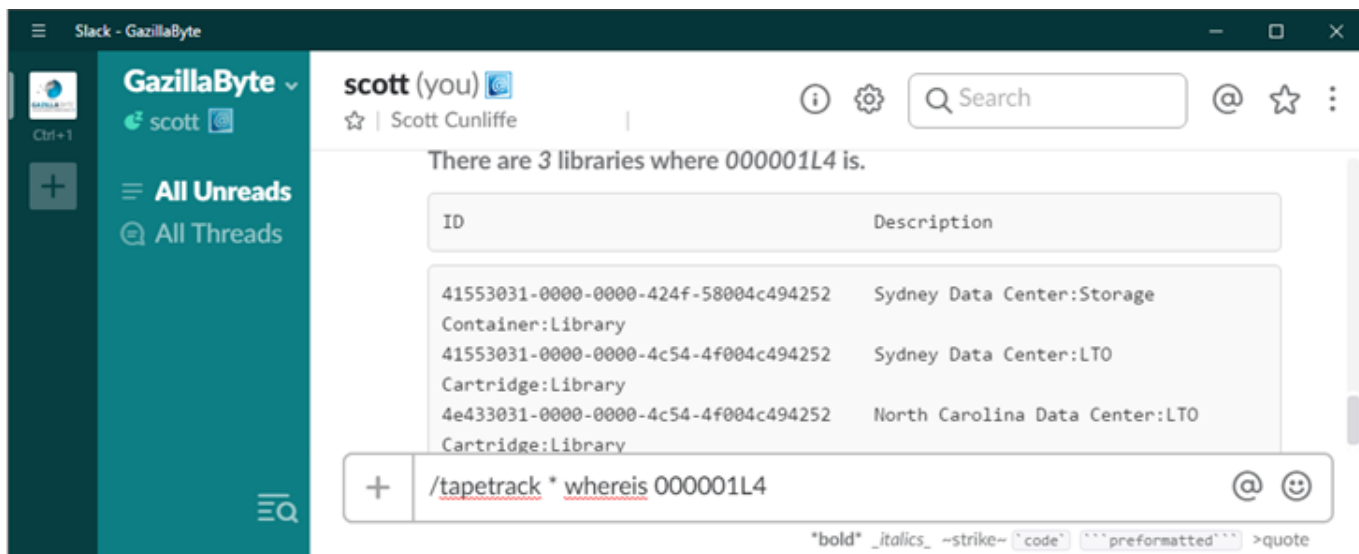 Slack - GazillaByte
GAZILLABYTE
Ctrl+1
GazillaByte
scott
All Unreads
All Threads
scott (you)
Scott Cunliffe
Search
There are 3 libraries where 000001L4 is.
ID Description
41553031-0000-0000-424f-58004c494252 Sydney Data Center:Storage
Container:Library
41553031-0000-0000-4c54-4f004c494252 Sydney Data Center:LTO
Cartridge:Library
4e433031-0000-0000-4c54-4f004c494252 North Carolina Data Center:LTO
Cartridge:Library
/tapetrack * whereis 000001L4
*bold* _italics_ ~strike~ `code` ```preformatted``` >quote